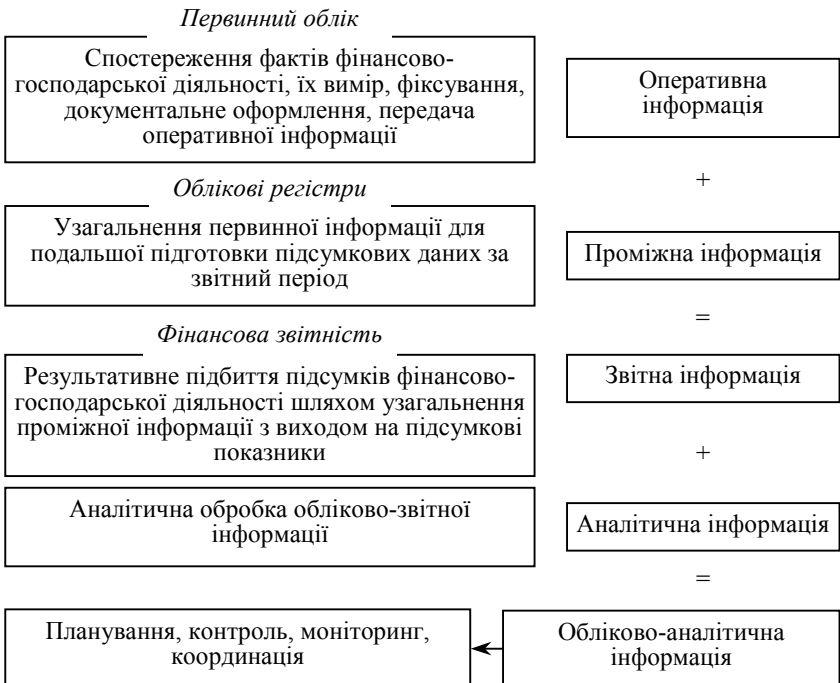 Первинний облік
Спостереження фактів фінансово-
господарської діяльності, їх вимір, фіксування,
документальне оформлення, передача
оперативної інформації
Оперативна
інформація
+
Облікові регістри
Узагальнення первинної інформації для
подальшої підготовки підсумкових даних за
звітний період
Проміжна інформація
=
Фінансова звітність
Результативне підбиття підсумків фінансово-
господарської діяльності шляхом узагальнення
проміжної інформації з виходом на підсумкові
показники
Звітна інформація
+
Аналітична обробка обліково-звітної
інформації
Аналітична інформація
=
Планування, контроль, моніторинг,
координація
Обліково-аналітична
інформація